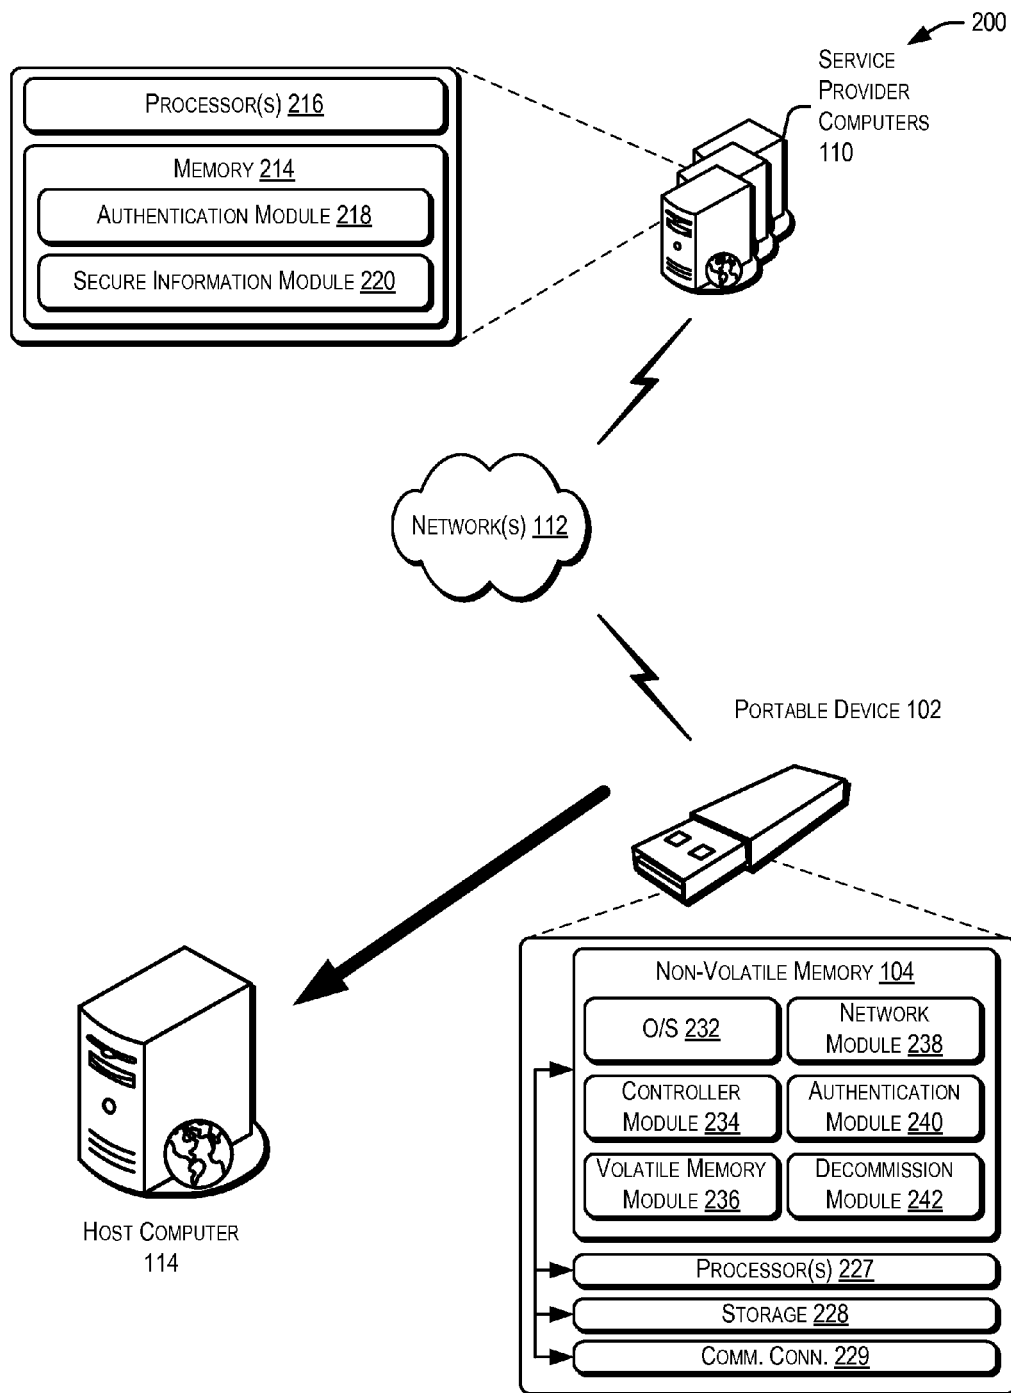 200
SERVICE
PROVIDER
COMPUTERS
110
PROCESSOR(S) 216
MEMORY 214
AUTHENTICATION MODULE 218
SECURE INFORMATION MODULE 220
NETWORK(S) 112
PORTABLE DEVICE 102
NON-VOLATILE MEMORY 104
O/S 232
NETWORK
MODULE 238
CONTROLLER
MODULE 234
AUTHENTICATION
MODULE 240
VOLATILE MEMORY
MODULE 236
DECOMMISSION
MODULE 242
PROCESSOR(S) 227
STORAGE 228
COMM. CONN. 229
HOST COMPUTER
114